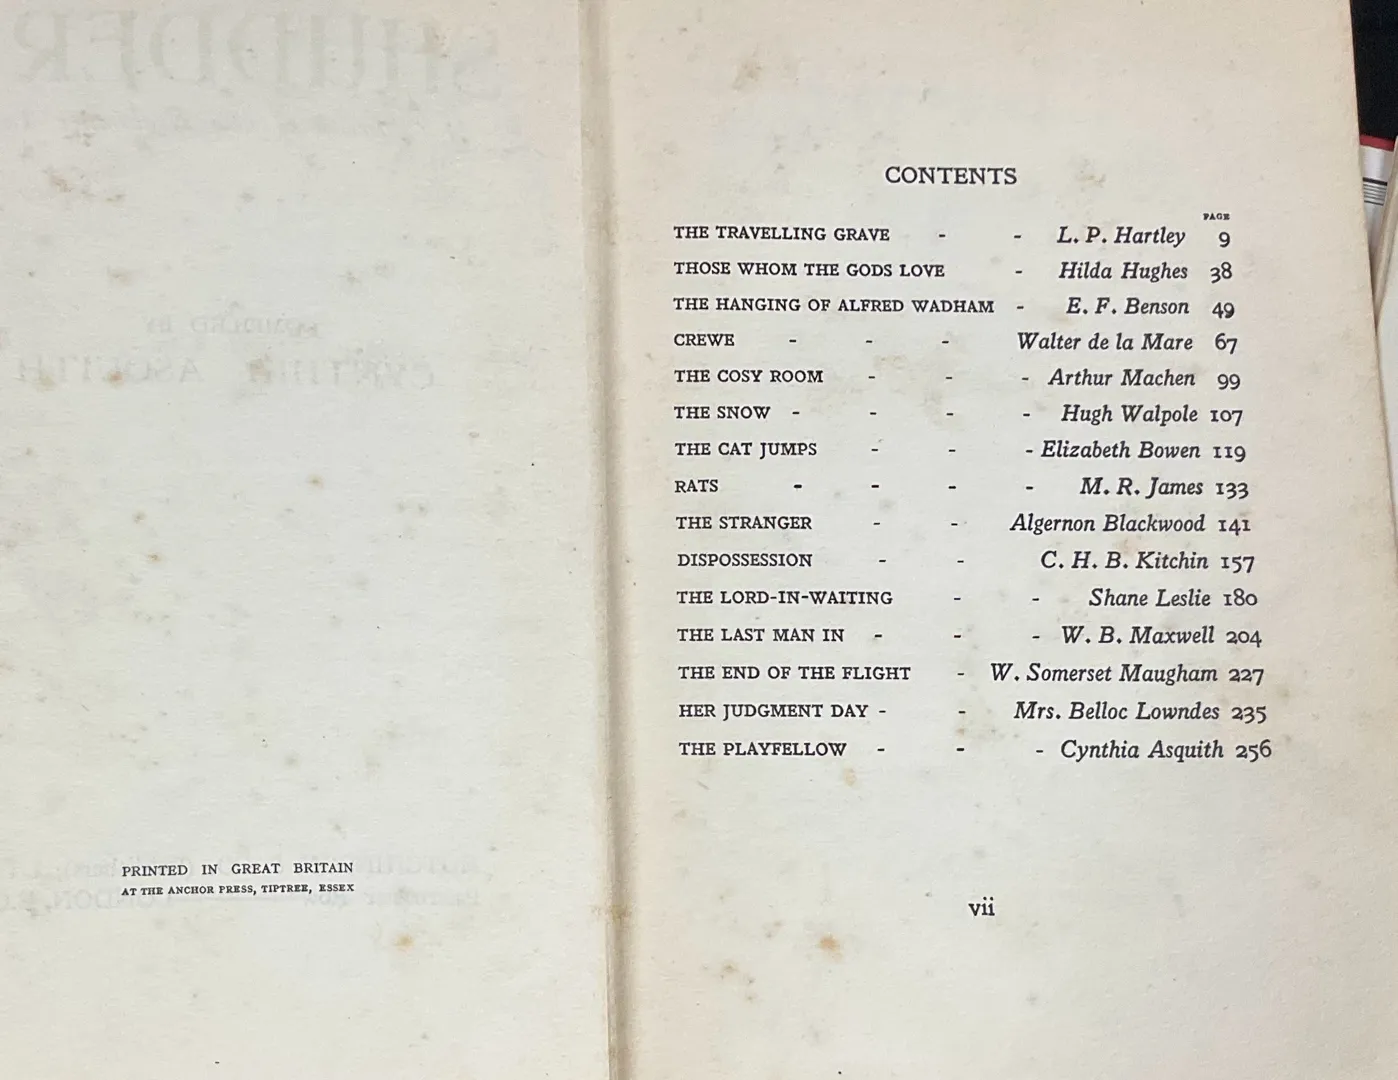 SHUDDER
COMPILED BY
CYNTHIA ASQUITH
PRINTED IN GREAT BRITAIN
AT THE ANCHOR PRESS, TIPTREE, ESSEX
CONTENTS
PAGE
THE TRAVELLING GRAVE - - L. P. Hartley 9
THOSE WHOM THE GODS LOVE - Hilda Hughes 38
THE HANGING OF ALFRED WADHAM - E. F. Benson 49
CREWE - - - Walter de la Mare 67
THE COSY ROOM - - - Arthur Machen 99
THE SNOW - - - - Hugh Walpole 107
THE CAT JUMPS - - - Elizabeth Bowen 119
RATS - - - - M. R. James 133
THE STRANGER - - Algernon Blackwood 141
DISPOSSESSION - - C. H. B. Kitchin 157
THE LORD-IN-WAITING - - Shane Leslie 180
THE LAST MAN IN - - - W. B. Maxwell 204
THE END OF THE FLIGHT - W. Somerset Maugham 227
HER JUDGMENT DAY - - Mrs. Belloc Lowndes 235
THE PLAYFELLOW - - - Cynthia Asquith 256
vii